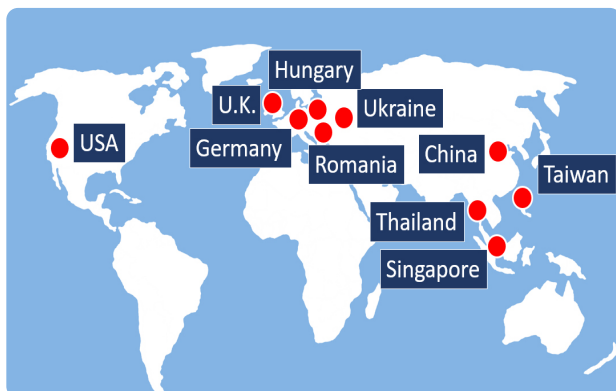 Hungary
U.K.
Ukraine
USA
Germany
Romania
China
Taiwan
Thailand
Singapore